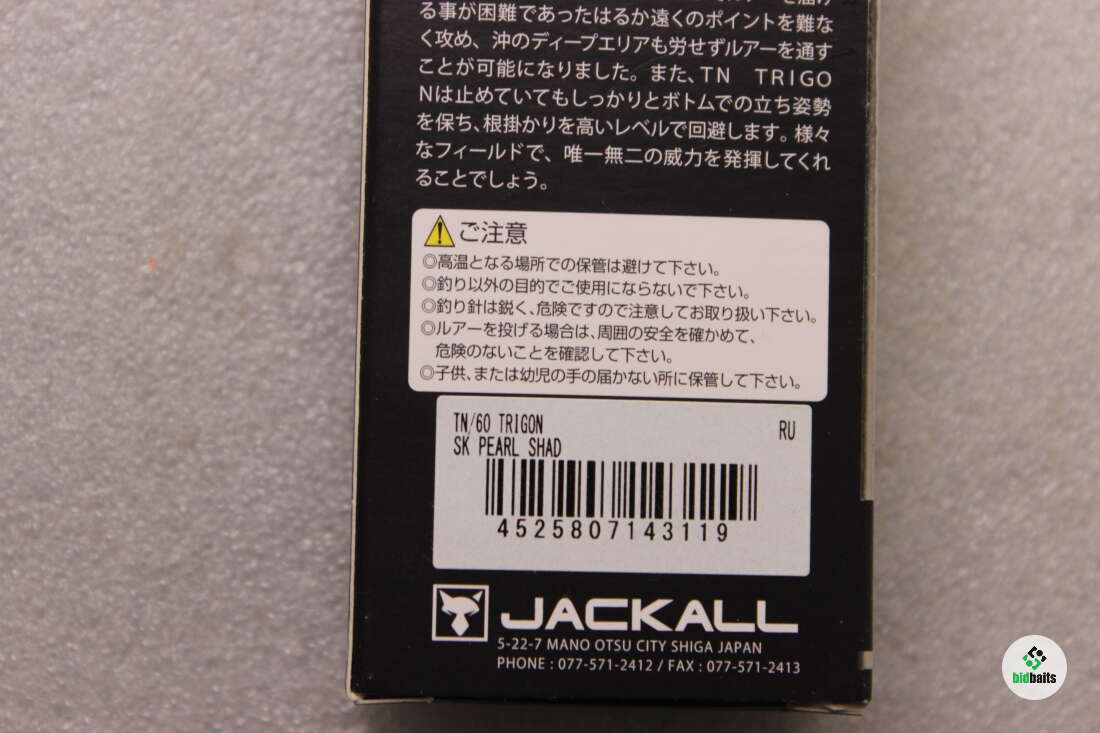 る事が困難であったはるか遠くのポイントを難な
く攻め、沖のディープエリアも労せずルアーを通す
ことが可能になりました。また、TN TRIGO
Nは止めていてもしっかりとボトムでの立ち姿勢
を保ち、根掛かりを高いレベルで回避します。様々
なフィールドで、唯一無二の威力を発揮してくれ
ることでしょう。
ご注意
◎高温となる場所での保管は避けて下さい。
◎釣り以外の目的でご使用にならないで下さい。
◎釣り針は鋭く、危険ですので注意してお取り扱い下さい。
◎ルアーを投げる場合は、周囲の安全を確かめて、
危険のないことを確認して下さい。
◎子供、または幼児の手の届かない所に保管して下さい。
TN/60 TRIGON RU
SK PEARL SHAD
4525807143119
JACKALL
5-22-7 MANO OTSU CITY SHIGA JAPAN
PHONE : 077-571-2412 / FAX : 077-571-2413
bidbaits